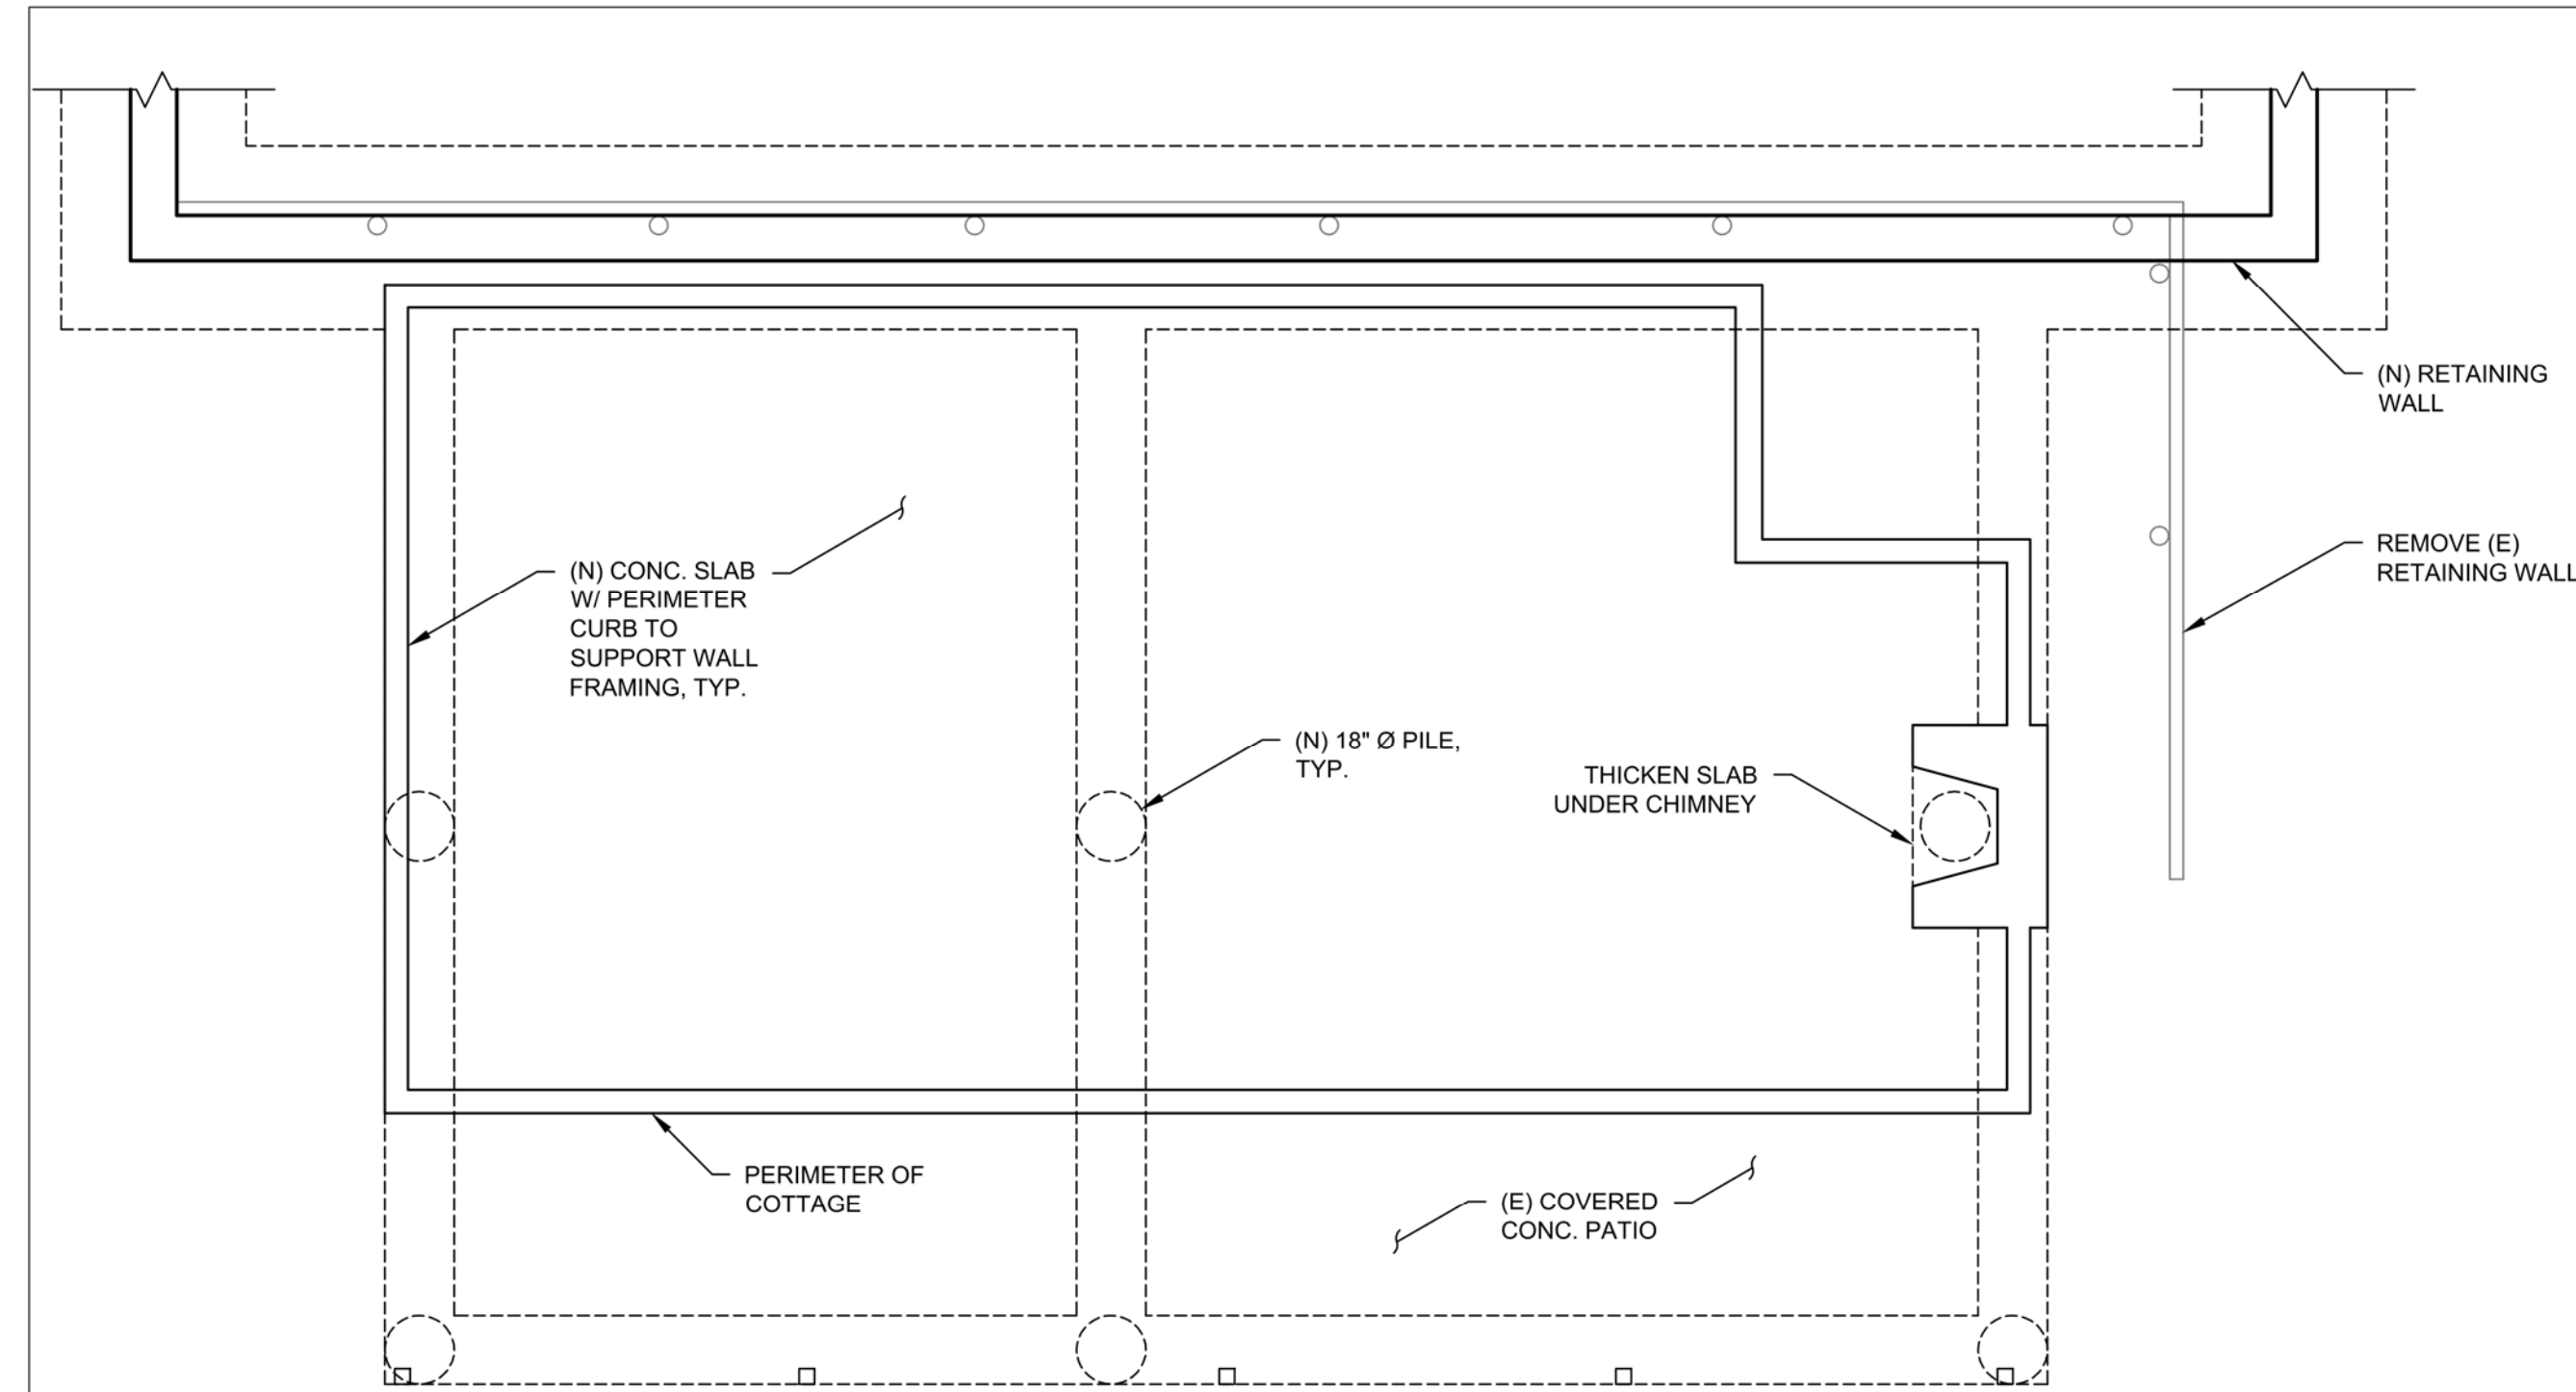 (N) RETAINING
WALL
REMOVE (E)
RETAINING WALL
(N) CONC. SLAB
W/ PERIMETER
CURB TO
SUPPORT WALL
FRAMING, TYP.
(N) 18" Ø PILE,
TYP.
THICKEN SLAB
UNDER CHIMNEY
PERIMETER OF
COTTAGE
(E) COVERED
CONC. PATIO